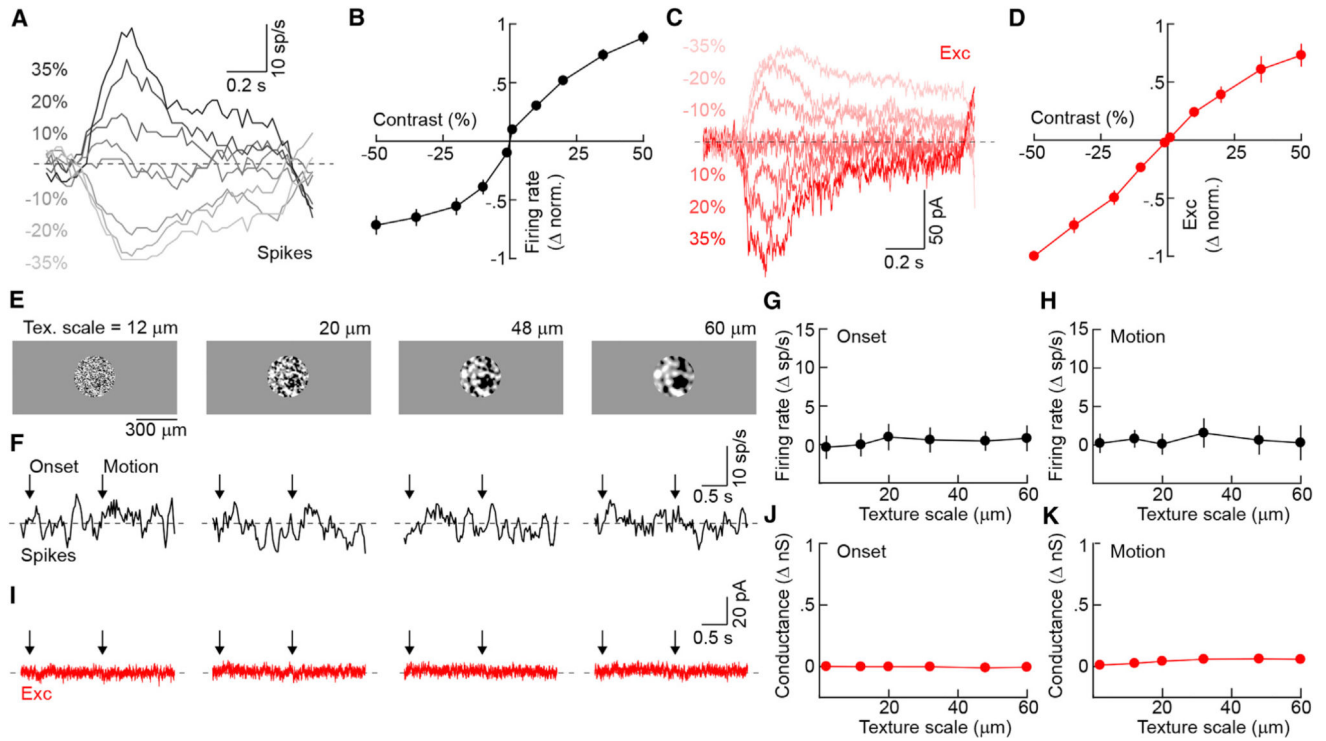 A
35%
20%
10%
-10%
-20%
-35%
0.2 s
10 sp/s
Spikes
B
Contrast (%)
-50
-25
0
25
50
1
.5
-.5
-1
Firing rate
(Δ norm.)
C
-35%
-20%
-10%
10%
20%
35%
Exc
50 pA
0.2 s
D
Contrast (%)
-50
-25
0
25
50
1
.5
-.5
-1
Exc
(Δ norm.)
E
Tex. scale = 12 μm
20 μm
48 μm
60 μm
300 μm
F
Onset
Motion
Spikes
10 sp/s
0.5 s
G
Onset
Firing rate (Δ sp/s)
15
10
5
0
20
40
60
Texture scale (μm)
H
Motion
Firing rate (Δ sp/s)
15
10
5
0
20
40
60
Texture scale (μm)
I
Exc
20 pA
0.5 s
J
Onset
Conductance (Δ nS)
1
.5
0
20
40
60
Texture scale (μm)
K
Motion
Conductance (Δ nS)
1
.5
0
20
40
60
Texture scale (μm)